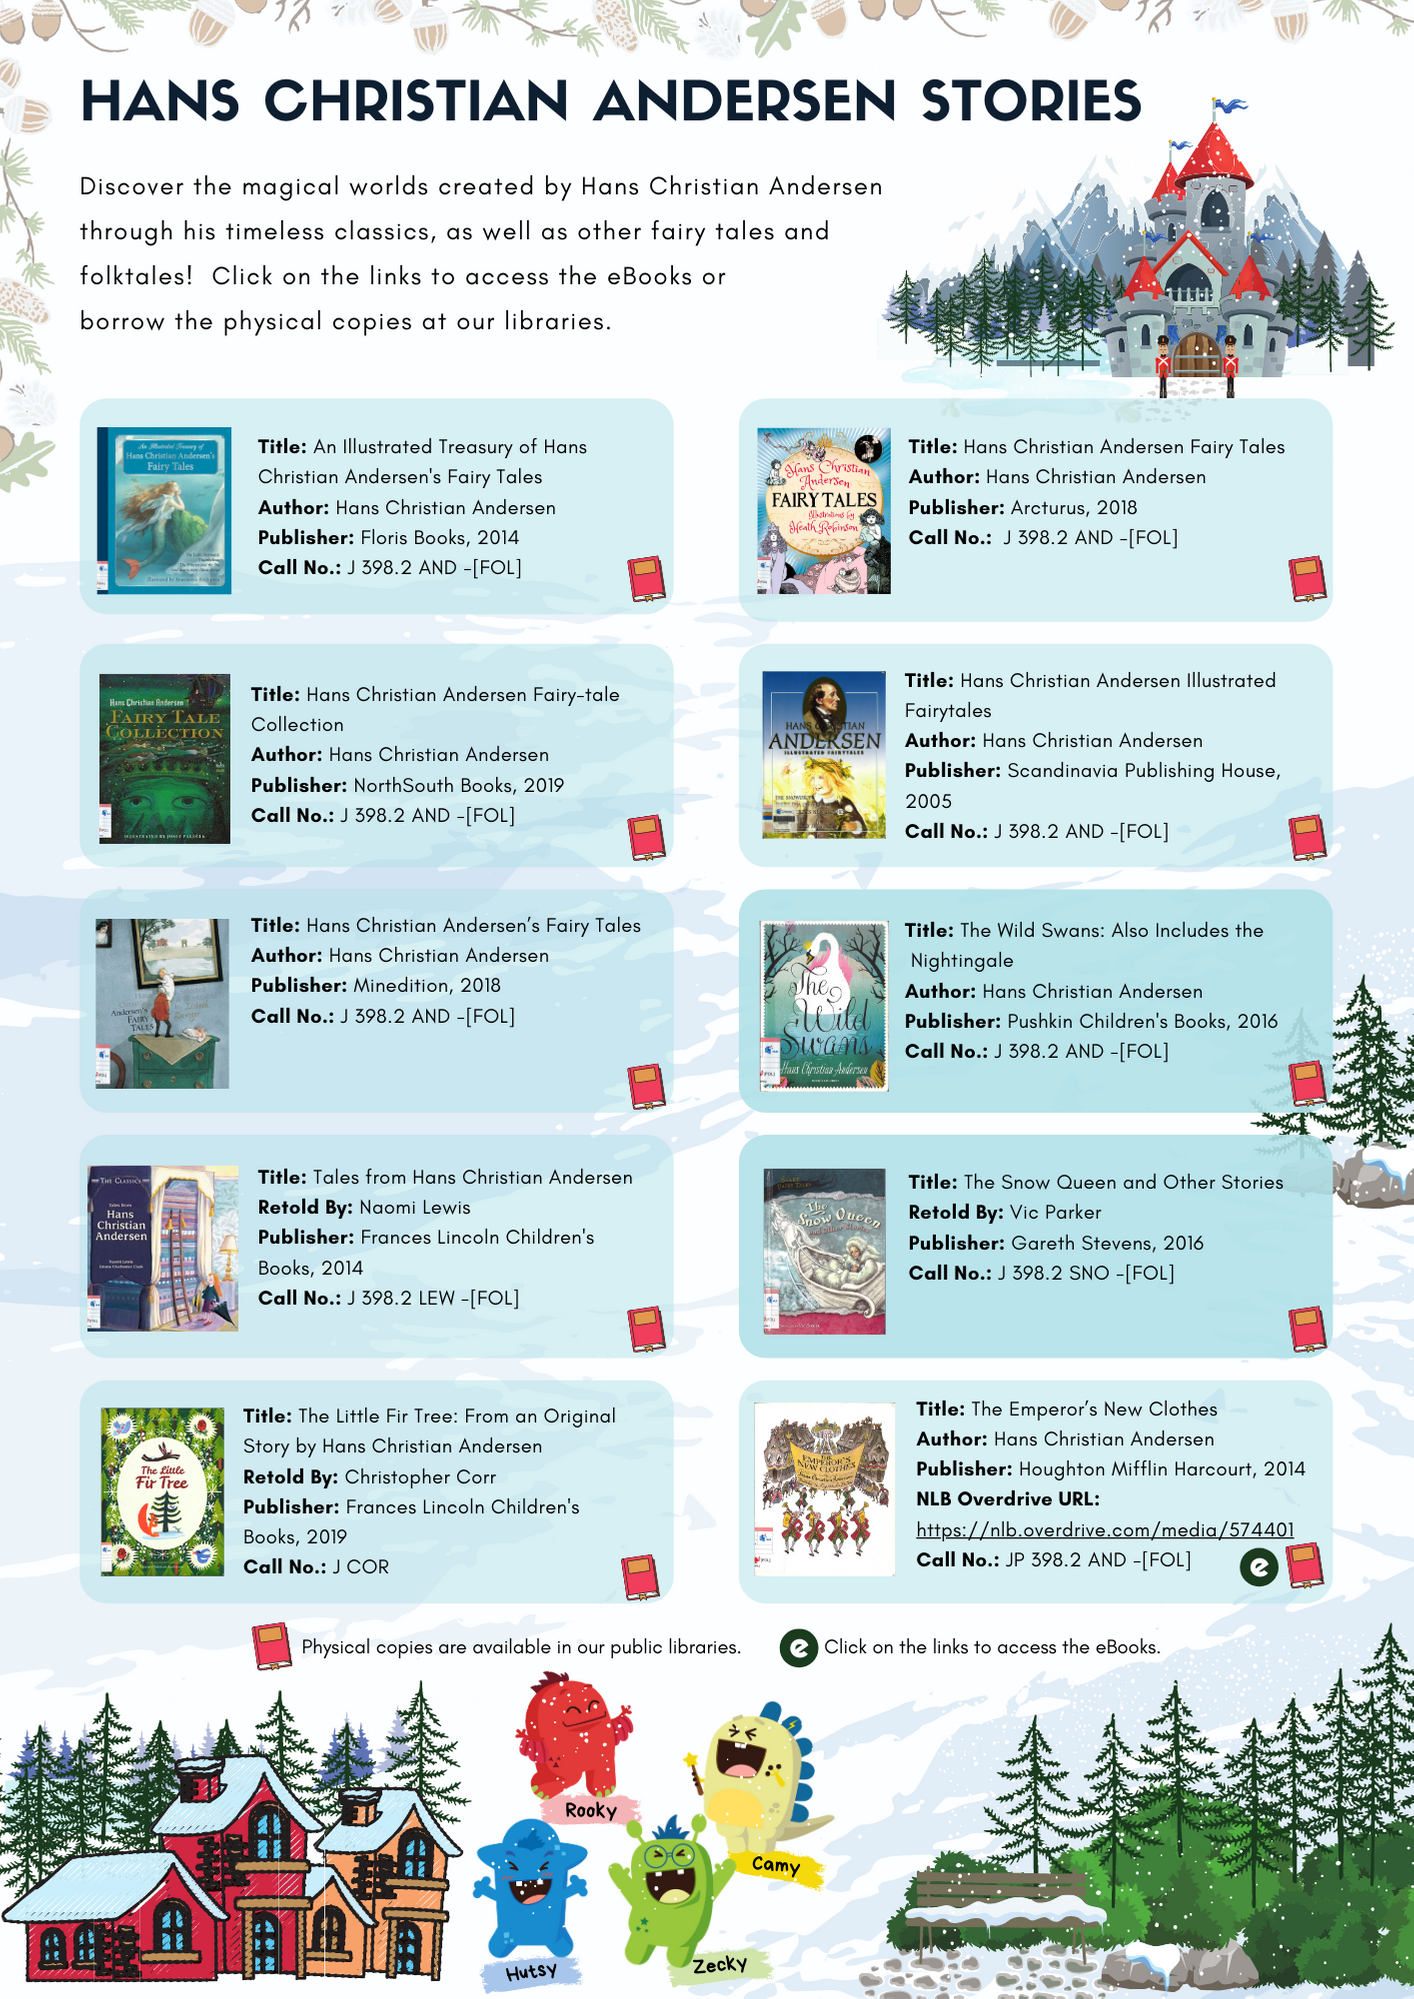 HANS CHRISTIAN ANDERSEN STORIES
Discover the magical worlds created by Hans Christian Andersen
through his timeless classics, as well as other fairy tales and
folktales!  Click on the links to access the eBooks or
borrow the physical copies at our libraries.
An Illustrated Treasury of
Hans Christian Andersen's
Fairy Tales
Title: An Illustrated Treasury of Hans
Christian Andersen's Fairy Tales
Author: Hans Christian Andersen
Publisher: Floris Books, 2014
Call No.: J 398.2 AND -[FOL]
Hans Christian
Andersen
FAIRY TALES
Illustrations by
Heath Robinson
Title: Hans Christian Andersen Fairy Tales
Author: Hans Christian Andersen
Publisher: Arcturus, 2018
Call No.:  J 398.2 AND -[FOL]
Hans Christian Andersen
FAIRY TALE
COLLECTION
Title: Hans Christian Andersen Fairy-tale
Collection
Author: Hans Christian Andersen
Publisher: NorthSouth Books, 2019
Call No.: J 398.2 AND -[FOL]
HANS CHRISTIAN
ANDERSEN
ILLUSTRATED FAIRYTALES
Title: Hans Christian Andersen Illustrated
Fairytales
Author: Hans Christian Andersen
Publisher: Scandinavia Publishing House,
2005
Call No.: J 398.2 AND -[FOL]
Andersen's
FAIRY
TALES
Title: Hans Christian Andersen’s Fairy Tales
Author: Hans Christian Andersen
Publisher: Minedition, 2018
Call No.: J 398.2 AND -[FOL]
The
Wild
Swans
Hans Christian Andersen
Title: The Wild Swans: Also Includes the
Nightingale
Author: Hans Christian Andersen
Publisher: Pushkin Children's Books, 2016
Call No.: J 398.2 AND -[FOL]
THE CLASSICS
Tales from
Hans
Christian
Andersen
Title: Tales from Hans Christian Andersen
Retold By: Naomi Lewis
Publisher: Frances Lincoln Children's
Books, 2014
Call No.: J 398.2 LEW -[FOL]
The
Snow Queen
and Other Stories
Title: The Snow Queen and Other Stories
Retold By: Vic Parker
Publisher: Gareth Stevens, 2016
Call No.: J 398.2 SNO -[FOL]
The Little
Fir Tree
Title: The Little Fir Tree: From an Original
Story by Hans Christian Andersen
Retold By: Christopher Corr
Publisher: Frances Lincoln Children's
Books, 2019
Call No.: J COR
EMPEROR'S
NEW CLOTHES
Title: The Emperor’s New Clothes
Author: Hans Christian Andersen
Publisher: Houghton Mifflin Harcourt, 2014
NLB Overdrive URL:
https://nlb.overdrive.com/media/574401
Call No.: JP 398.2 AND -[FOL]
e
Physical copies are available in our public libraries.
e Click on the links to access the eBooks.
Rooky
Camy
Hutsy
Zecky